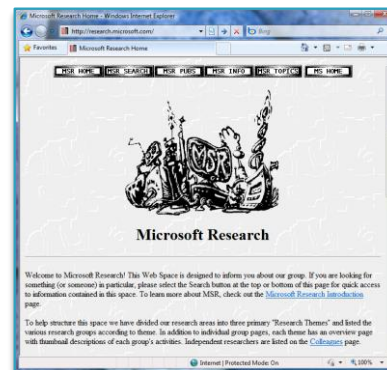 Microsoft Research Home - Windows Internet Explorer
http://research.microsoft.com/
Bing
Favorites
Microsoft Research Home
MSR HOME MSR SEARCH MSR PUBS MSR INFO MSR TOPICS MS HOME
MSR
Microsoft Research
Welcome to Microsoft Research! This Web Space is designed to inform you about our group. If you are looking for
something (or someone) in particular, please select the Search button at the top or bottom of this page for quick access
to information contained in this space. To learn more about MSR, check out the Microsoft Research Introduction
page.
To help structure this space we have divided our research areas into three primary "Research Themes" and listed the
various research groups according to theme. In addition to individual group pages, each theme has an overview page
with thumbnail descriptions of each group's activities. Independent researchers are listed on the Colleagues page.
Internet | Protected Mode: On
100%